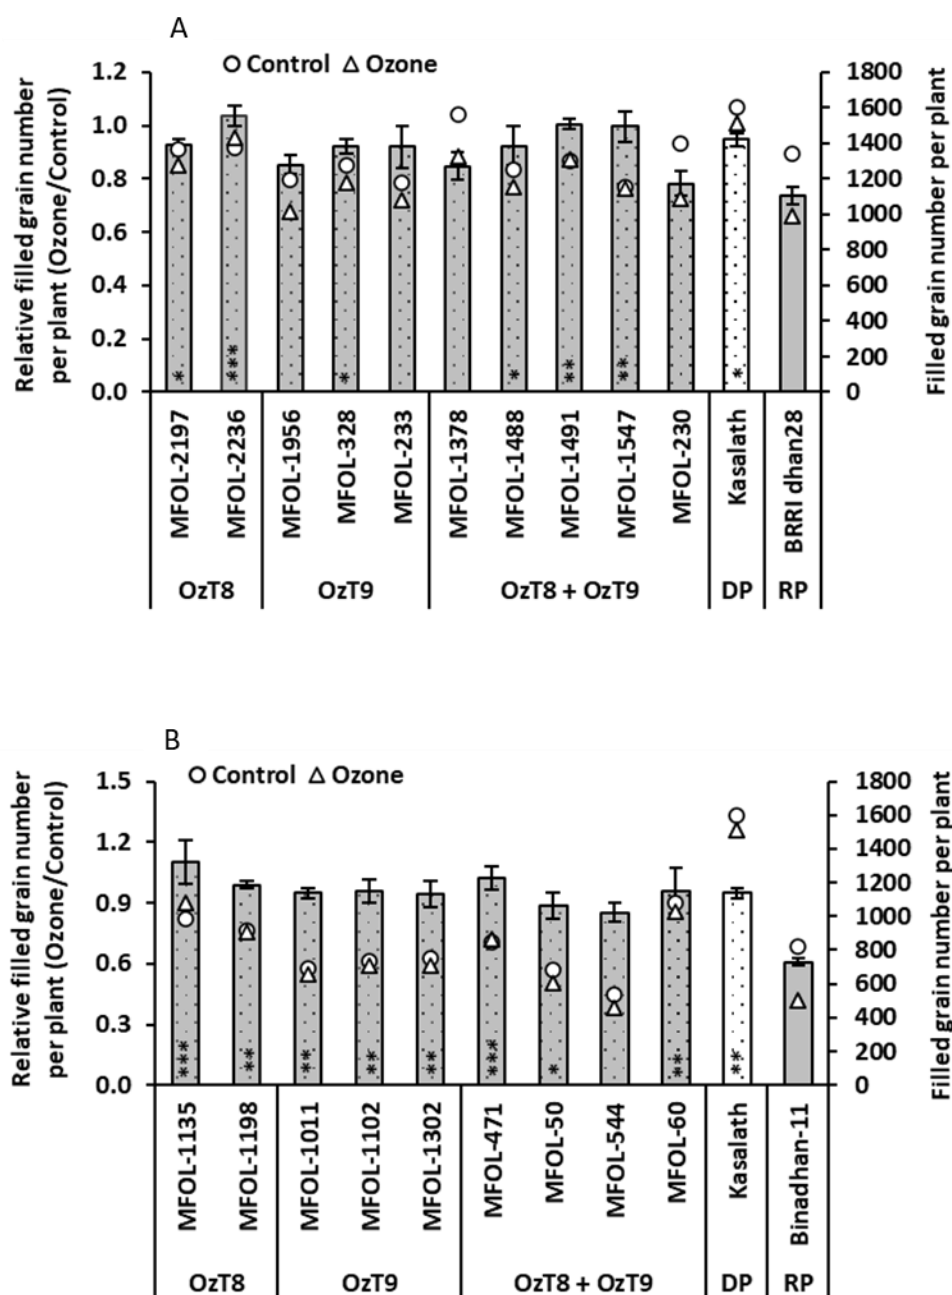 A
Control Ozone
Relative filled grain number
per plant (Ozone/Control)
1.2
1.0
0.8
0.6
0.4
0.2
0.0
1800
1600
1400
1200
1000
800
600
400
200
0
Filled grain number per plant
* *** * * ** ** *
MFOL-2197
MFOL-2236
MFOL-1956
MFOL-328
MFOL-233
MFOL-1378
MFOL-1488
MFOL-1491
MFOL-1547
MFOL-230
Kasalath
BRRI dhan28
OzT8 OzT9 OzT8 + OzT9 DP RP
B
Control Ozone
Relative filled grain number
per plant (Ozone/Control)
1.5
1.2
0.9
0.6
0.3
0.0
1800
1600
1400
1200
1000
800
600
400
200
0
Filled grain number per plant
*** ** ** ** ** *** * ** **
MFOL-1135
MFOL-1198
MFOL-1011
MFOL-1102
MFOL-1302
MFOL-471
MFOL-50
MFOL-544
MFOL-60
Kasalath
Binadhan-11
OzT8 OzT9 OzT8 + OzT9 DP RP